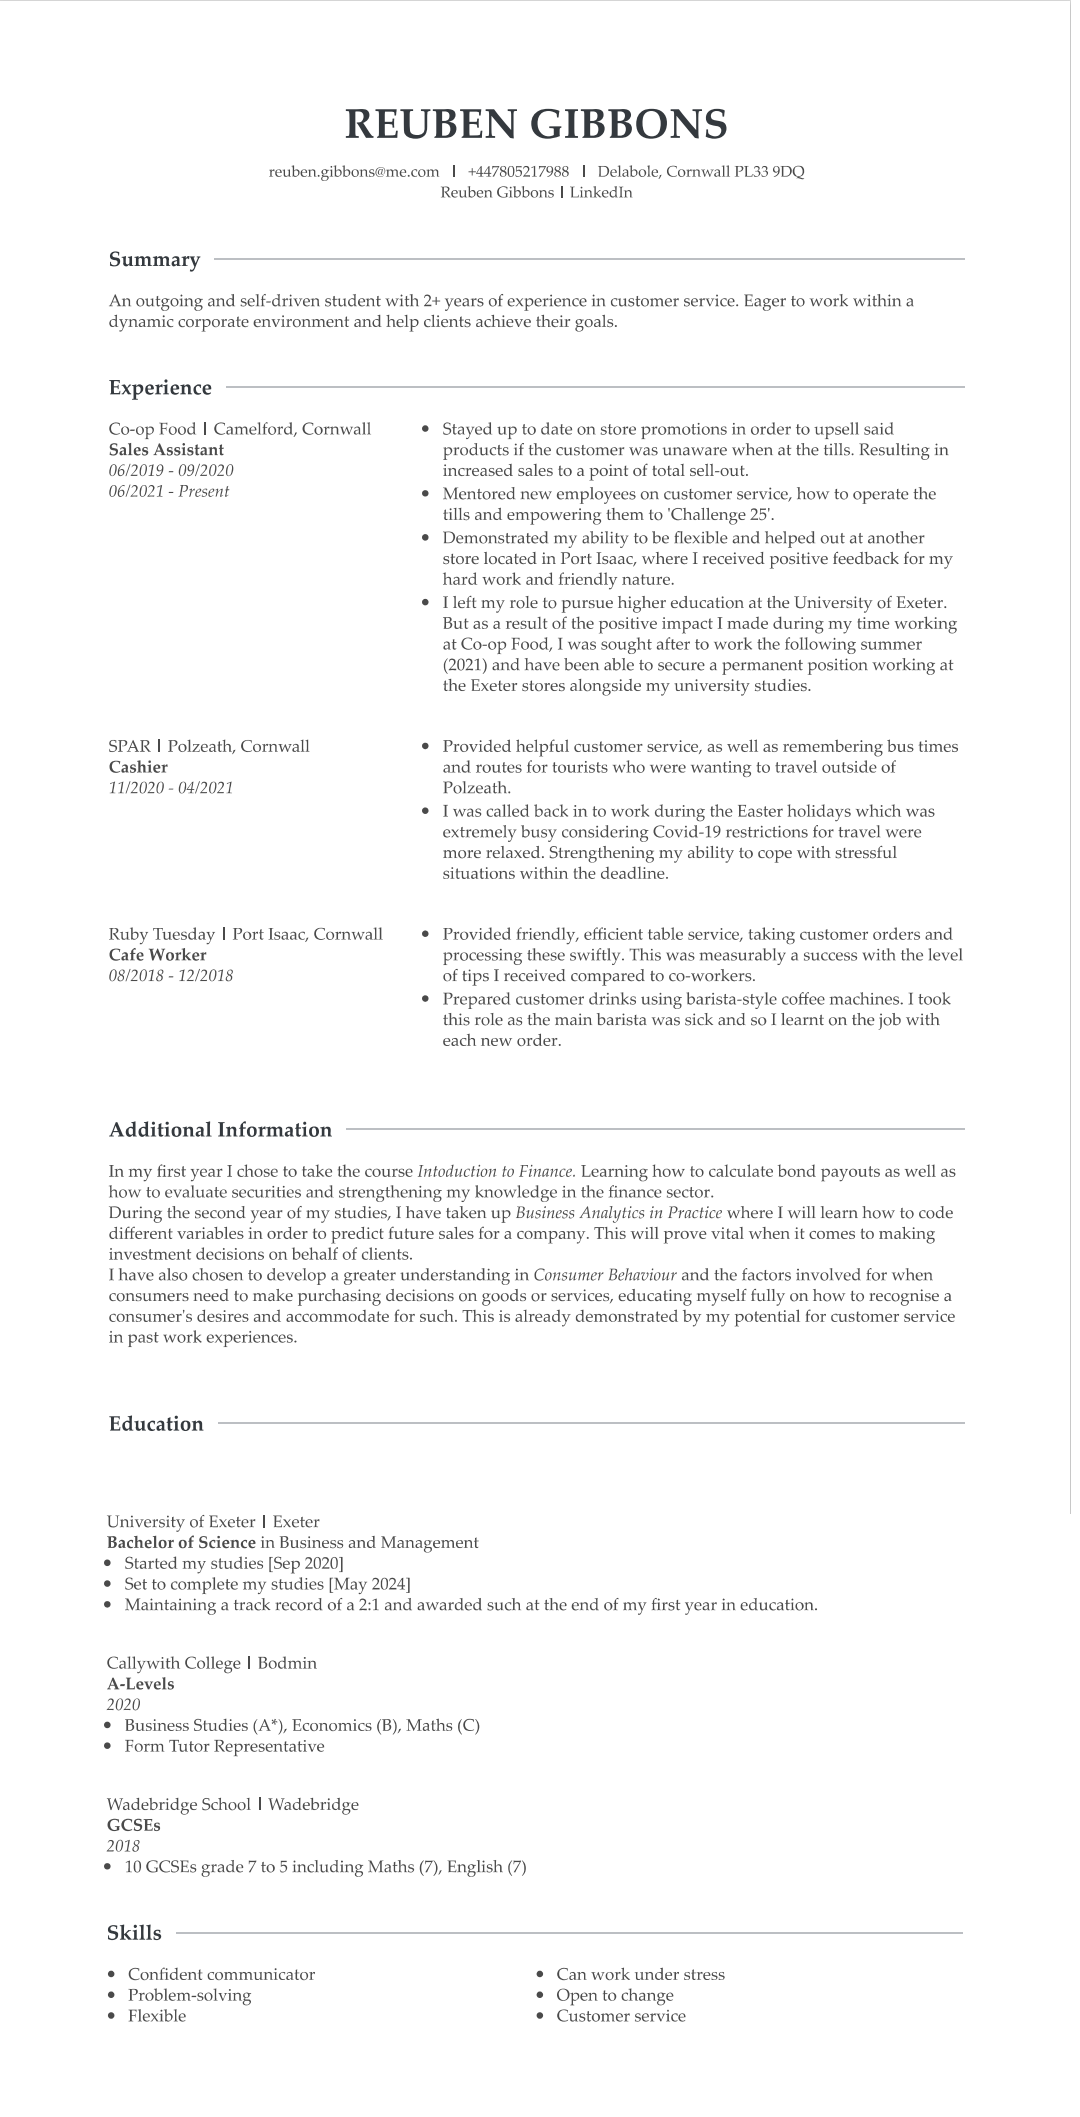 REUBEN GIBBONS
reuben.gibbons@me.com | +447805217988 | Delabole, Cornwall PL33 9DQ
Reuben Gibbons | LinkedIn
Summary
An outgoing and self-driven student with 2+ years of experience in customer service. Eager to work within a
dynamic corporate environment and help clients achieve their goals.
Experience
Co-op Food | Camelford, Cornwall
Sales Assistant
06/2019 - 09/2020
06/2021 - Present
• Stayed up to date on store promotions in order to upsell said
products if the customer was unaware when at the tills. Resulting in
increased sales to a point of total sell-out.
• Mentored new employees on customer service, how to operate the
tills and empowering them to 'Challenge 25'.
• Demonstrated my ability to be flexible and helped out at another
store located in Port Isaac, where I received positive feedback for my
hard work and friendly nature.
• I left my role to pursue higher education at the University of Exeter.
But as a result of the positive impact I made during my time working
at Co-op Food, I was sought after to work the following summer
(2021) and have been able to secure a permanent position working at
the Exeter stores alongside my university studies.
SPAR | Polzeath, Cornwall
Cashier
11/2020 - 04/2021
• Provided helpful customer service, as well as remembering bus times
and routes for tourists who were wanting to travel outside of
Polzeath.
• I was called back in to work during the Easter holidays which was
extremely busy considering Covid-19 restrictions for travel were
more relaxed. Strengthening my ability to cope with stressful
situations within the deadline.
Ruby Tuesday | Port Isaac, Cornwall
Cafe Worker
08/2018 - 12/2018
• Provided friendly, efficient table service, taking customer orders and
processing these swiftly. This was measurably a success with the level
of tips I received compared to co-workers.
• Prepared customer drinks using barista-style coffee machines. I took
this role as the main barista was sick and so I learnt on the job with
each new order.
Additional Information
In my first year I chose to take the course Intoduction to Finance. Learning how to calculate bond payouts as well as
how to evaluate securities and strengthening my knowledge in the finance sector.
During the second year of my studies, I have taken up Business Analytics in Practice where I will learn how to code
different variables in order to predict future sales for a company. This will prove vital when it comes to making
investment decisions on behalf of clients.
I have also chosen to develop a greater understanding in Consumer Behaviour and the factors involved for when
consumers need to make purchasing decisions on goods or services, educating myself fully on how to recognise a
consumer's desires and accommodate for such. This is already demonstrated by my potential for customer service
in past work experiences.
Education
University of Exeter | Exeter
Bachelor of Science in Business and Management
• Started my studies [Sep 2020]
• Set to complete my studies [May 2024]
• Maintaining a track record of a 2:1 and awarded such at the end of my first year in education.
Callywith College | Bodmin
A-Levels
2020
• Business Studies (A*), Economics (B), Maths (C)
• Form Tutor Representative
Wadebridge School | Wadebridge
GCSEs
2018
• 10 GCSEs grade 7 to 5 including Maths (7), English (7)
Skills
• Confident communicator
• Problem-solving
• Flexible
• Can work under stress
• Open to change
• Customer service